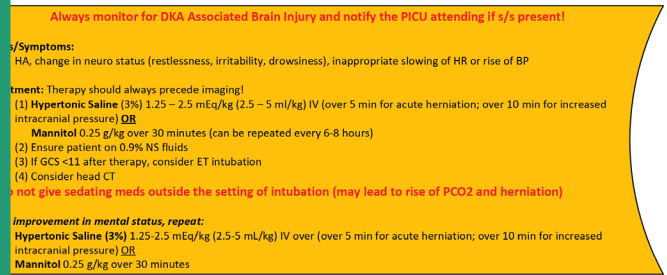 Always monitor for DKA Associated Brain Injury and notify the PICU attending if s/s present!
s/Symptoms:
HA, change in neuro status (restlessness, irritability, drowsiness), inappropriate slowing of HR or rise of BP
tment: Therapy should always precede imaging!
(1) Hypertonic Saline (3%) 1.25 – 2.5 mEq/kg (2.5 – 5 ml/kg) IV (over 5 min for acute herniation; over 10 min for increased
intracranial pressure) OR
Mannitol 0.25 g/kg over 30 minutes (can be repeated every 6-8 hours)
(2) Ensure patient on 0.9% NS fluids
(3) If GCS <11 after therapy, consider ET intubation
(4) Consider head CT
o not give sedating meds outside the setting of intubation (may lead to rise of PCO2 and herniation)
improvement in mental status, repeat:
Hypertonic Saline (3%) 1.25-2.5 mEq/kg (2.5-5 mL/kg) IV over (over 5 min for acute herniation; over 10 min for increased
intracranial pressure) OR
Mannitol 0.25 g/kg over 30 minutes